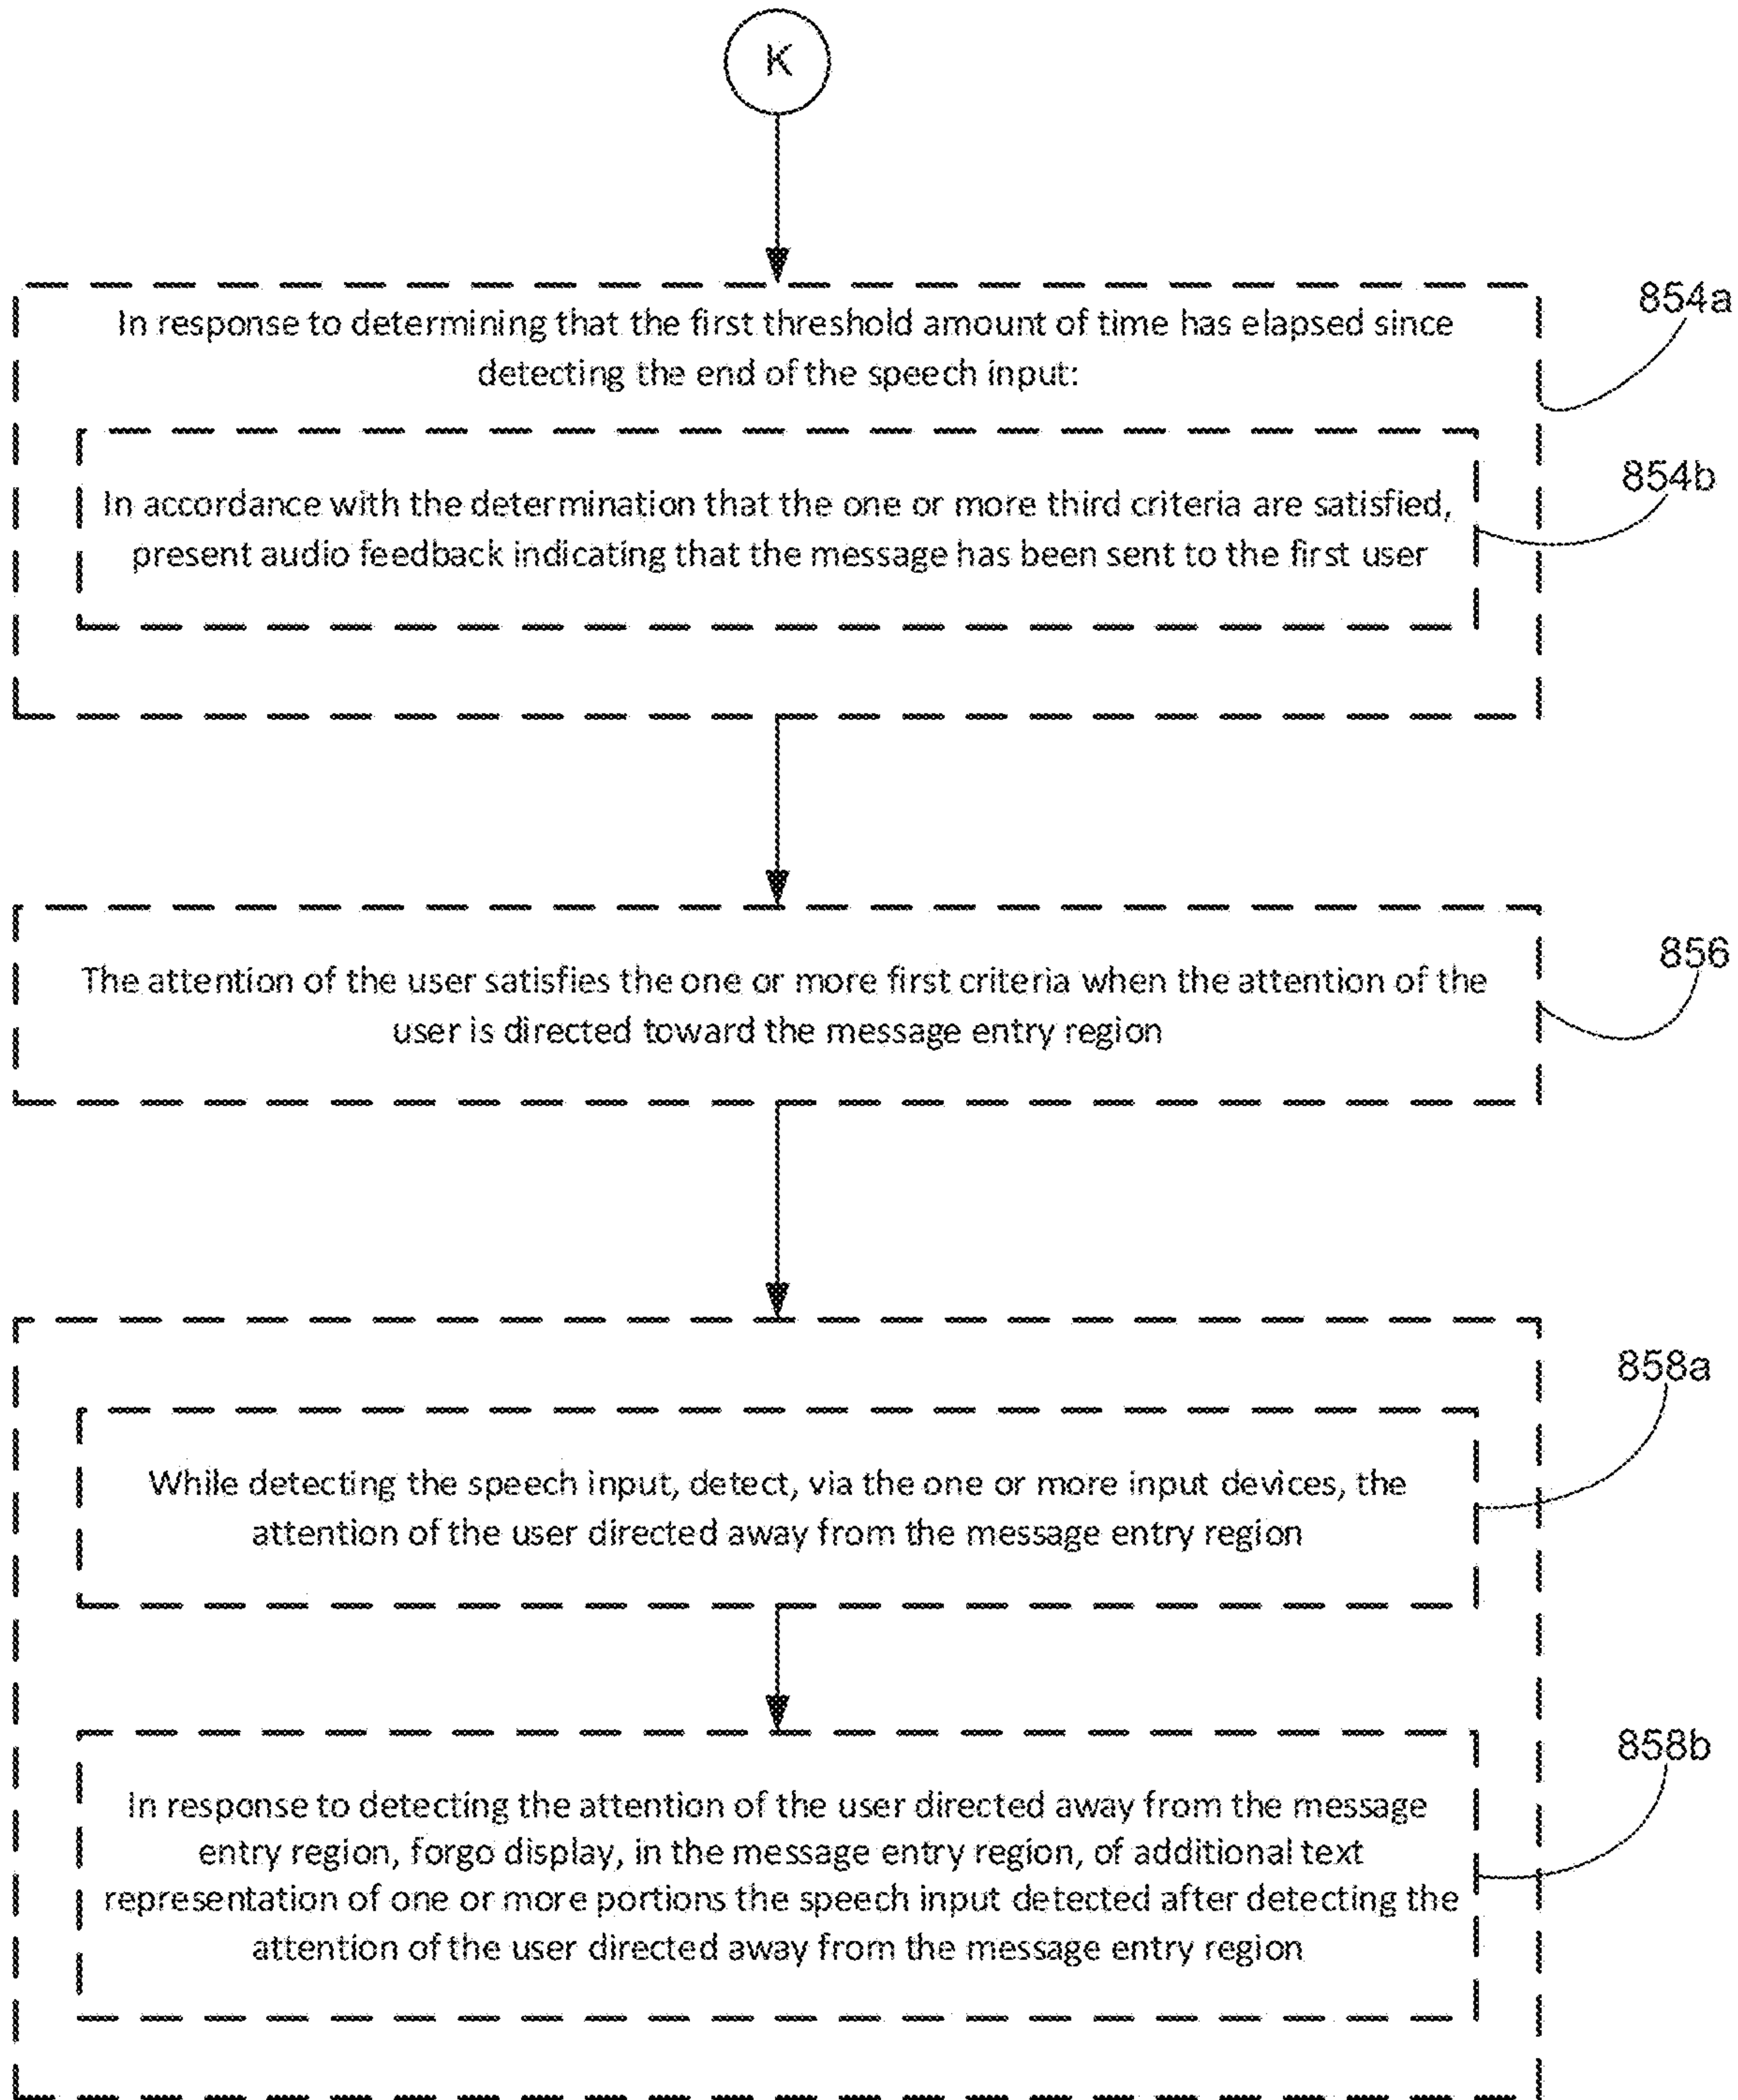 K
In response to determining that the first threshold amount of time has elapsed since
detecting the end of the speech input:
854a
In accordance with the determination that the one or more third criteria are satisfied,
present audio feedback indicating that the message has been sent to the first user
854b
The attention of the user satisfies the one or more first criteria when the attention of the
user is directed toward the message entry region
856
While detecting the speech input, detect, via the one or more input devices, the
attention of the user directed away from the message entry region
858a
In response to detecting the attention of the user directed away from the message
entry region, forgo display, in the message entry region, of additional text
representation of one or more portions the speech input detected after detecting the
attention of the user directed away from the message entry region
858b